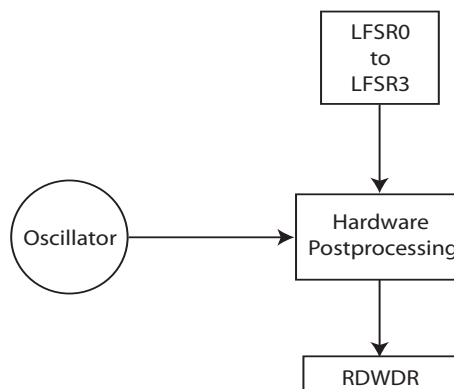 LFSR0
to
LFSR3
Oscillator
Hardware
Postprocessing
RDWDR